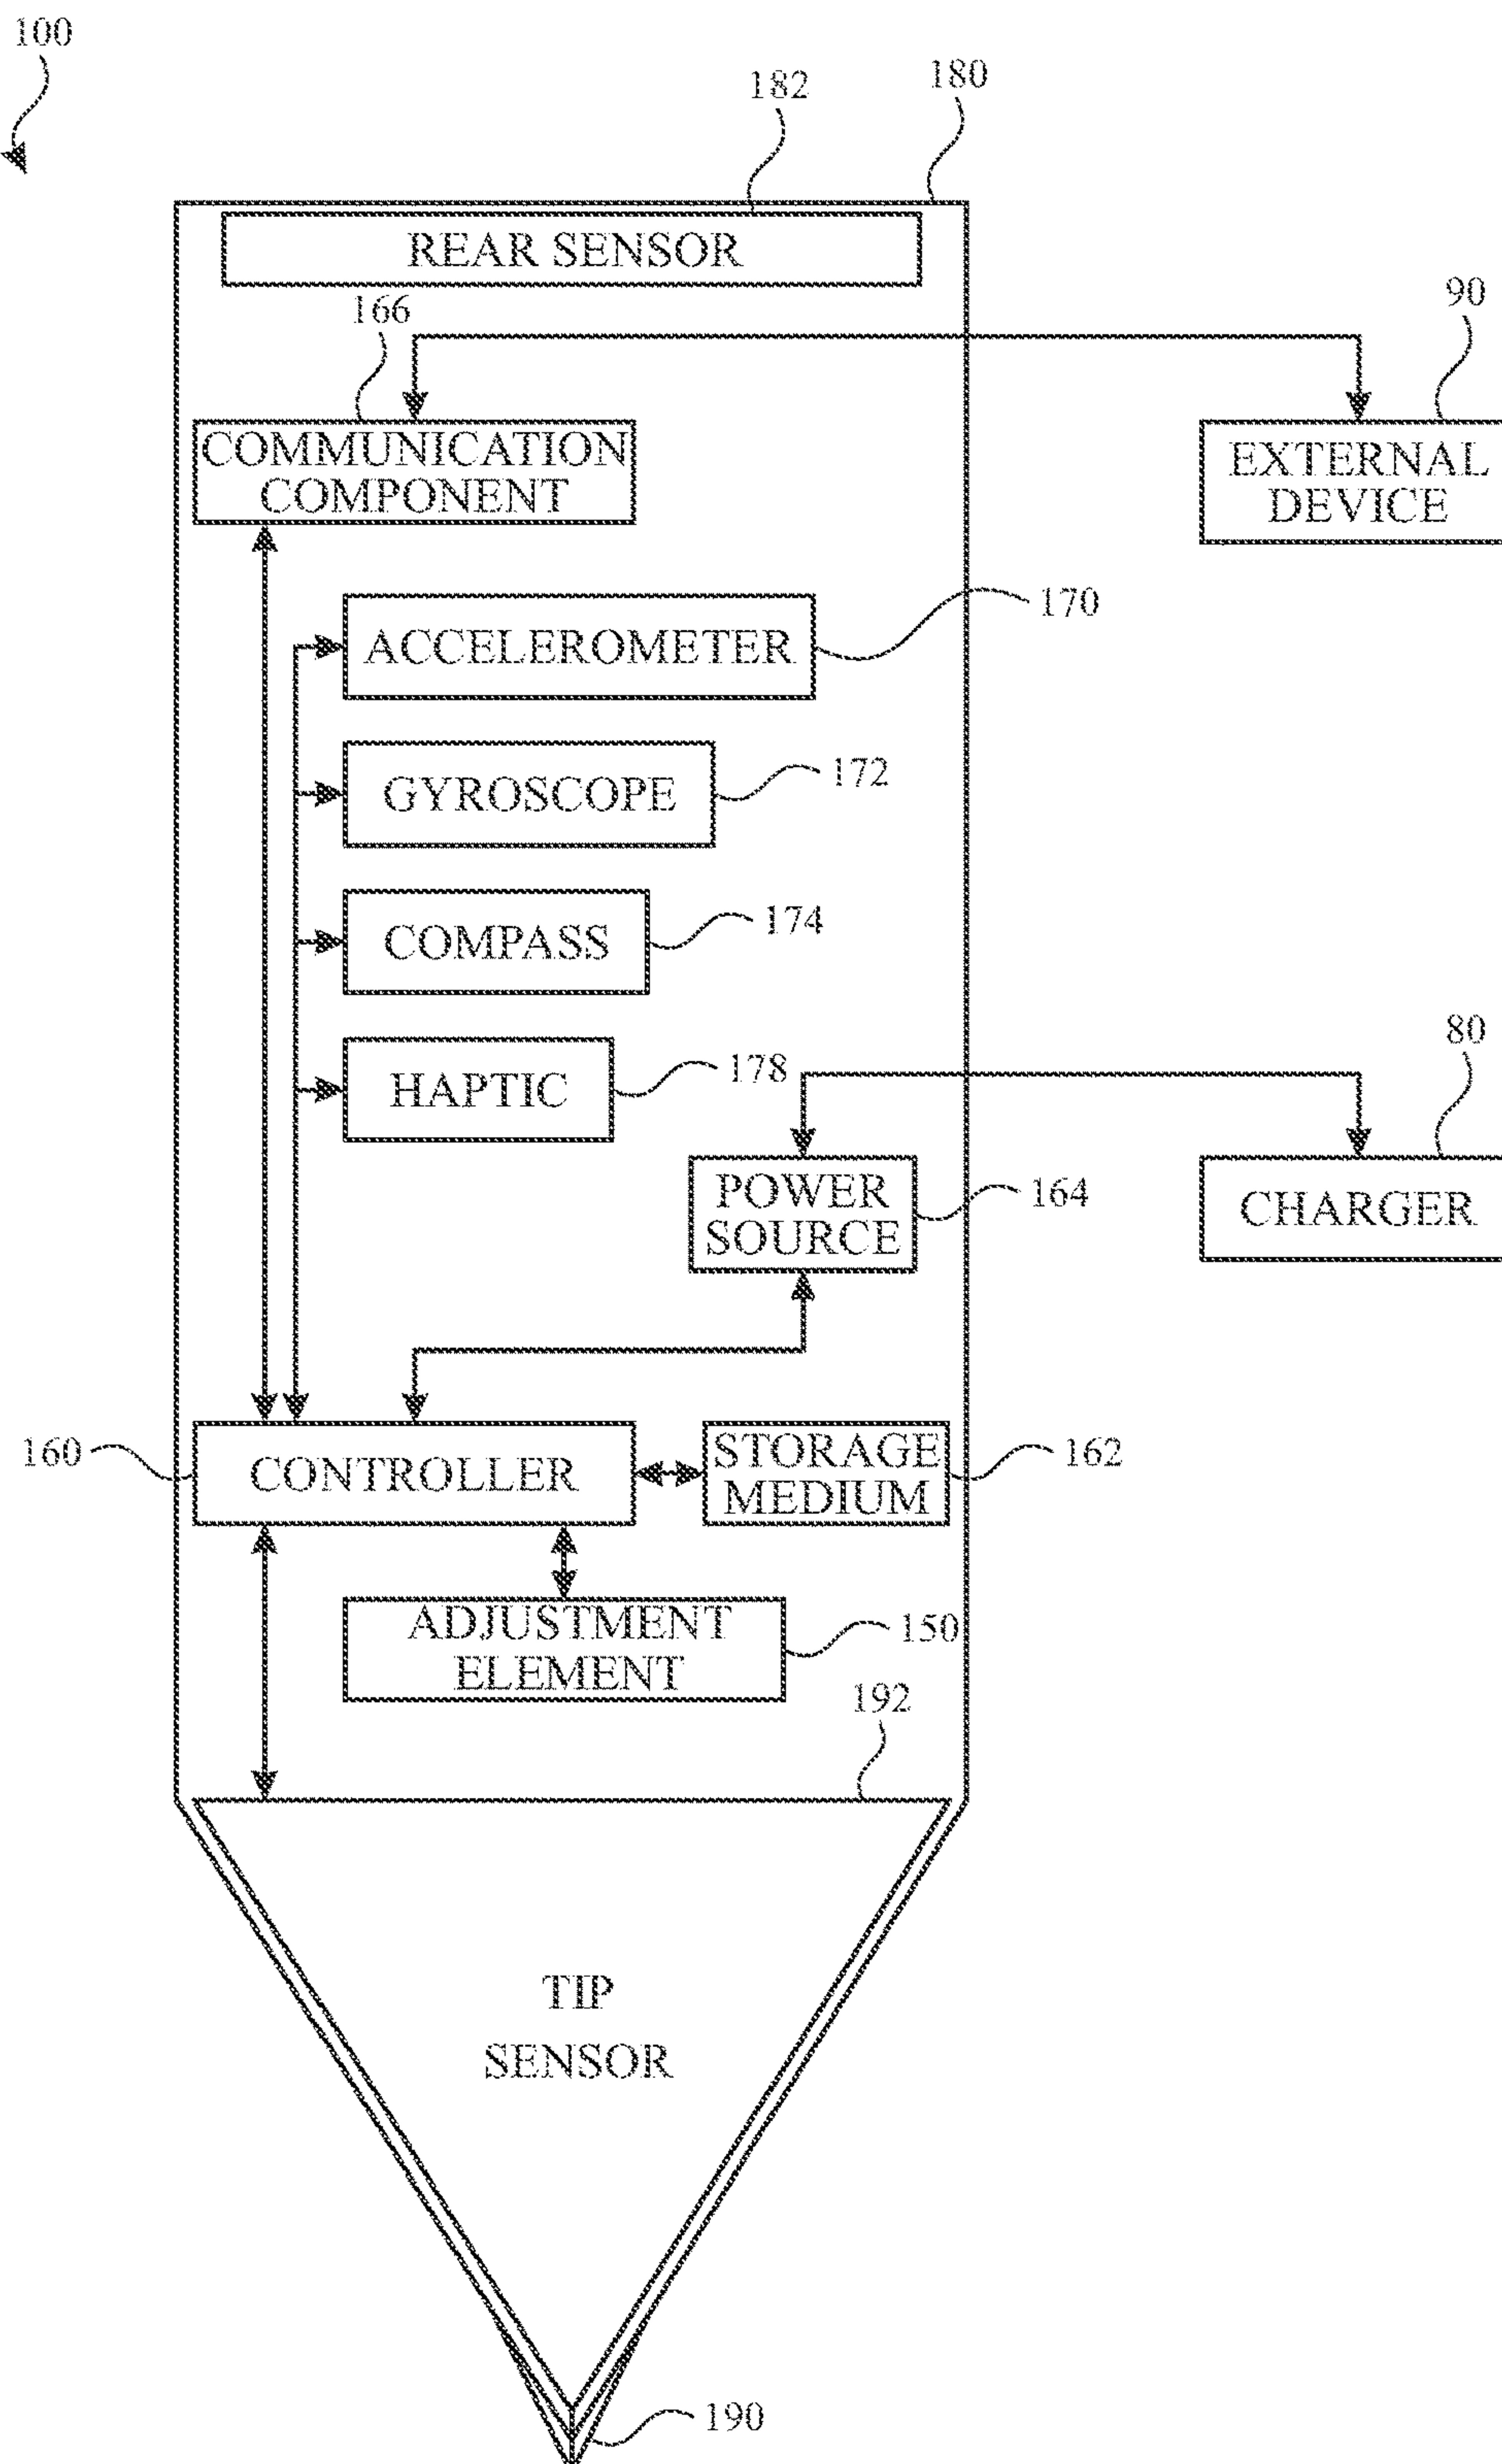 100
182
180
REAR SENSOR
166
90
COMMUNICATION
COMPONENT
EXTERNAL
DEVICE
170
ACCELEROMETER
172
GYROSCOPE
174
COMPASS
80
178
HAPTIC
POWER
SOURCE
164
CHARGER
160
CONTROLLER
STORAGE
MEDIUM
162
ADJUSTMENT
ELEMENT
150
192
TIP
SENSOR
190